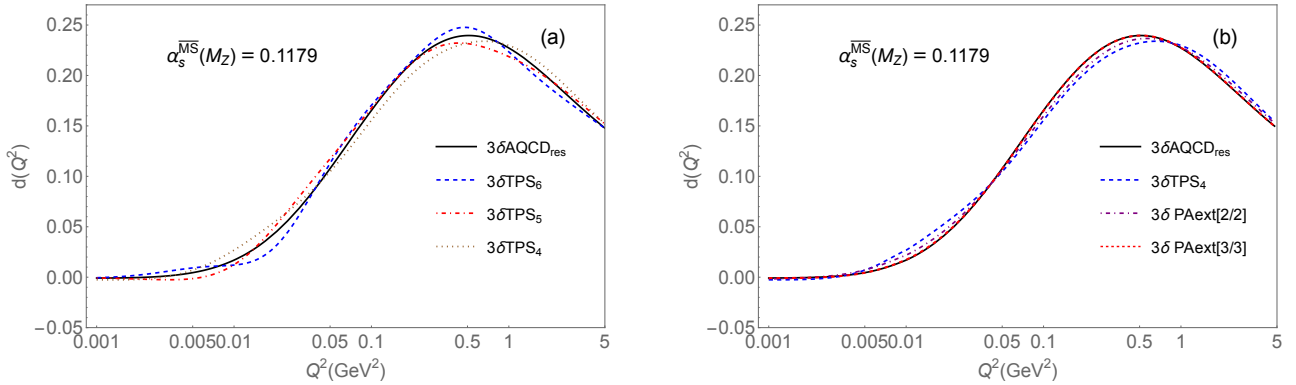 (a)
α_s^{\overline{MS}}(M_Z) = 0.1179
3δAQCD_res
3δTPS_6
3δTPS_5
3δTPS_4
d(Q²)
0.25
0.20
0.15
0.10
0.05
0.00
−0.05
0.001 0.005 0.01 0.05 0.1 0.5 1 5
Q²(GeV²)
(b)
α_s^{\overline{MS}}(M_Z) = 0.1179
3δAQCD_res
3δTPS_4
3δ PAext[2/2]
3δ PAext[3/3]
d(Q²)
0.25
0.20
0.15
0.10
0.05
0.00
−0.05
0.001 0.005 0.01 0.05 0.1 0.5 1 5
Q²(GeV²)